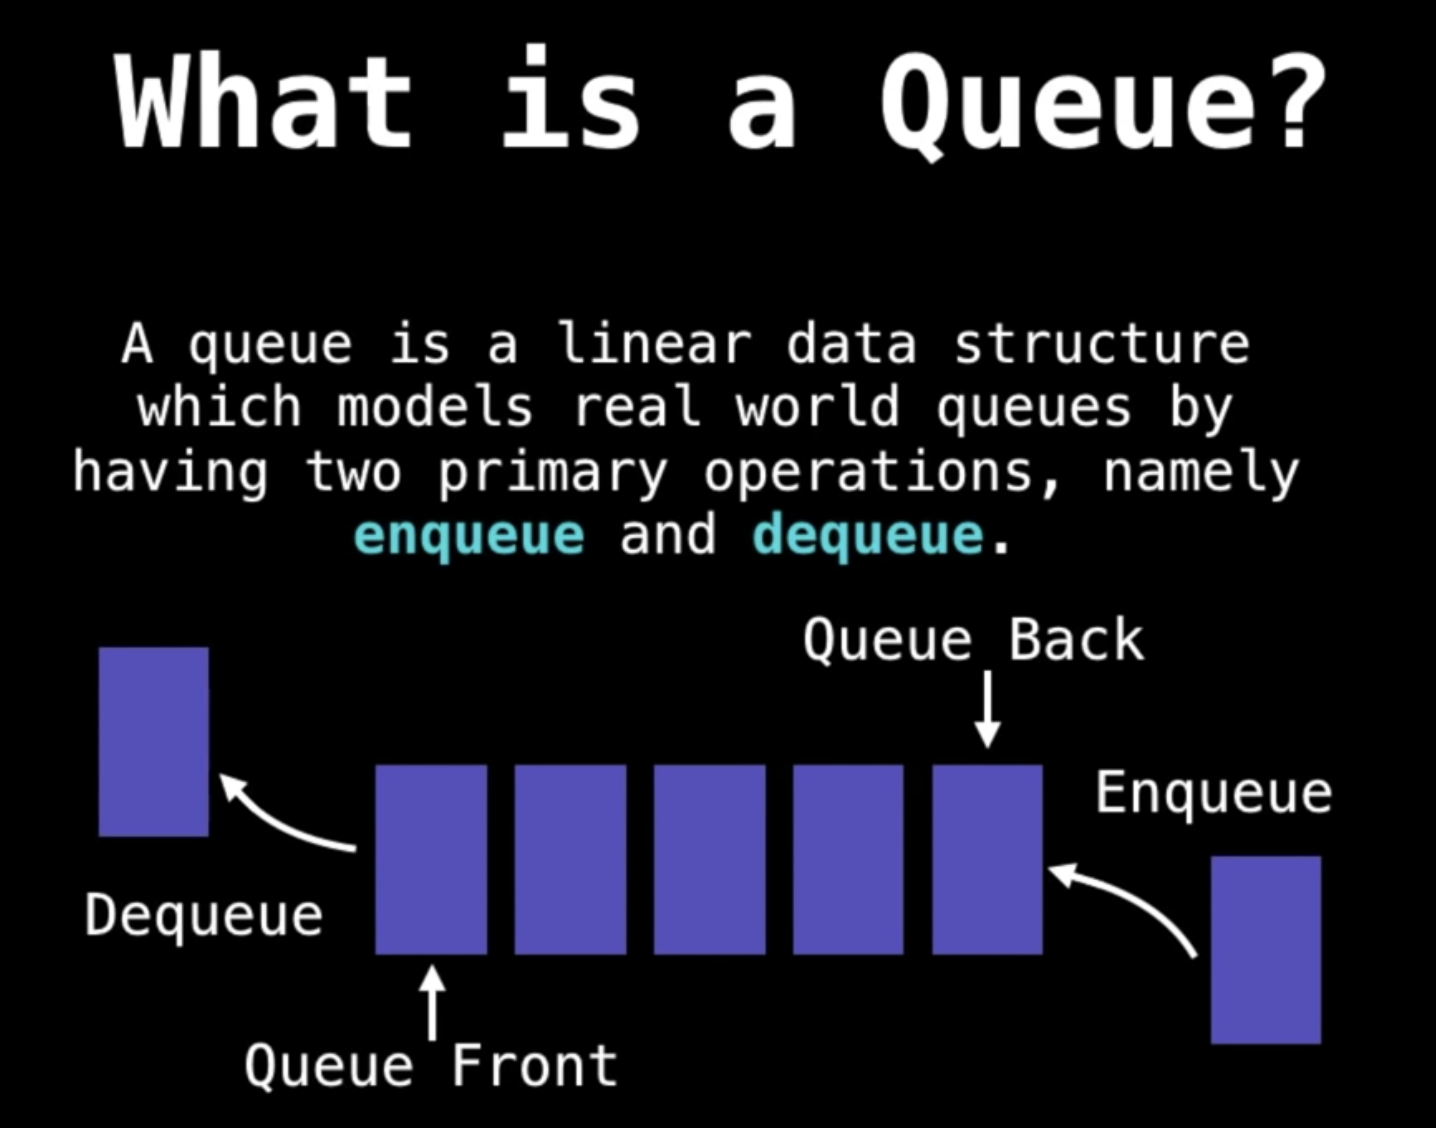 What is a Queue?
A queue is a linear data structure
which models real world queues by
having two primary operations, namely
enqueue and dequeue.
Queue Back
Enqueue
Dequeue
Queue Front